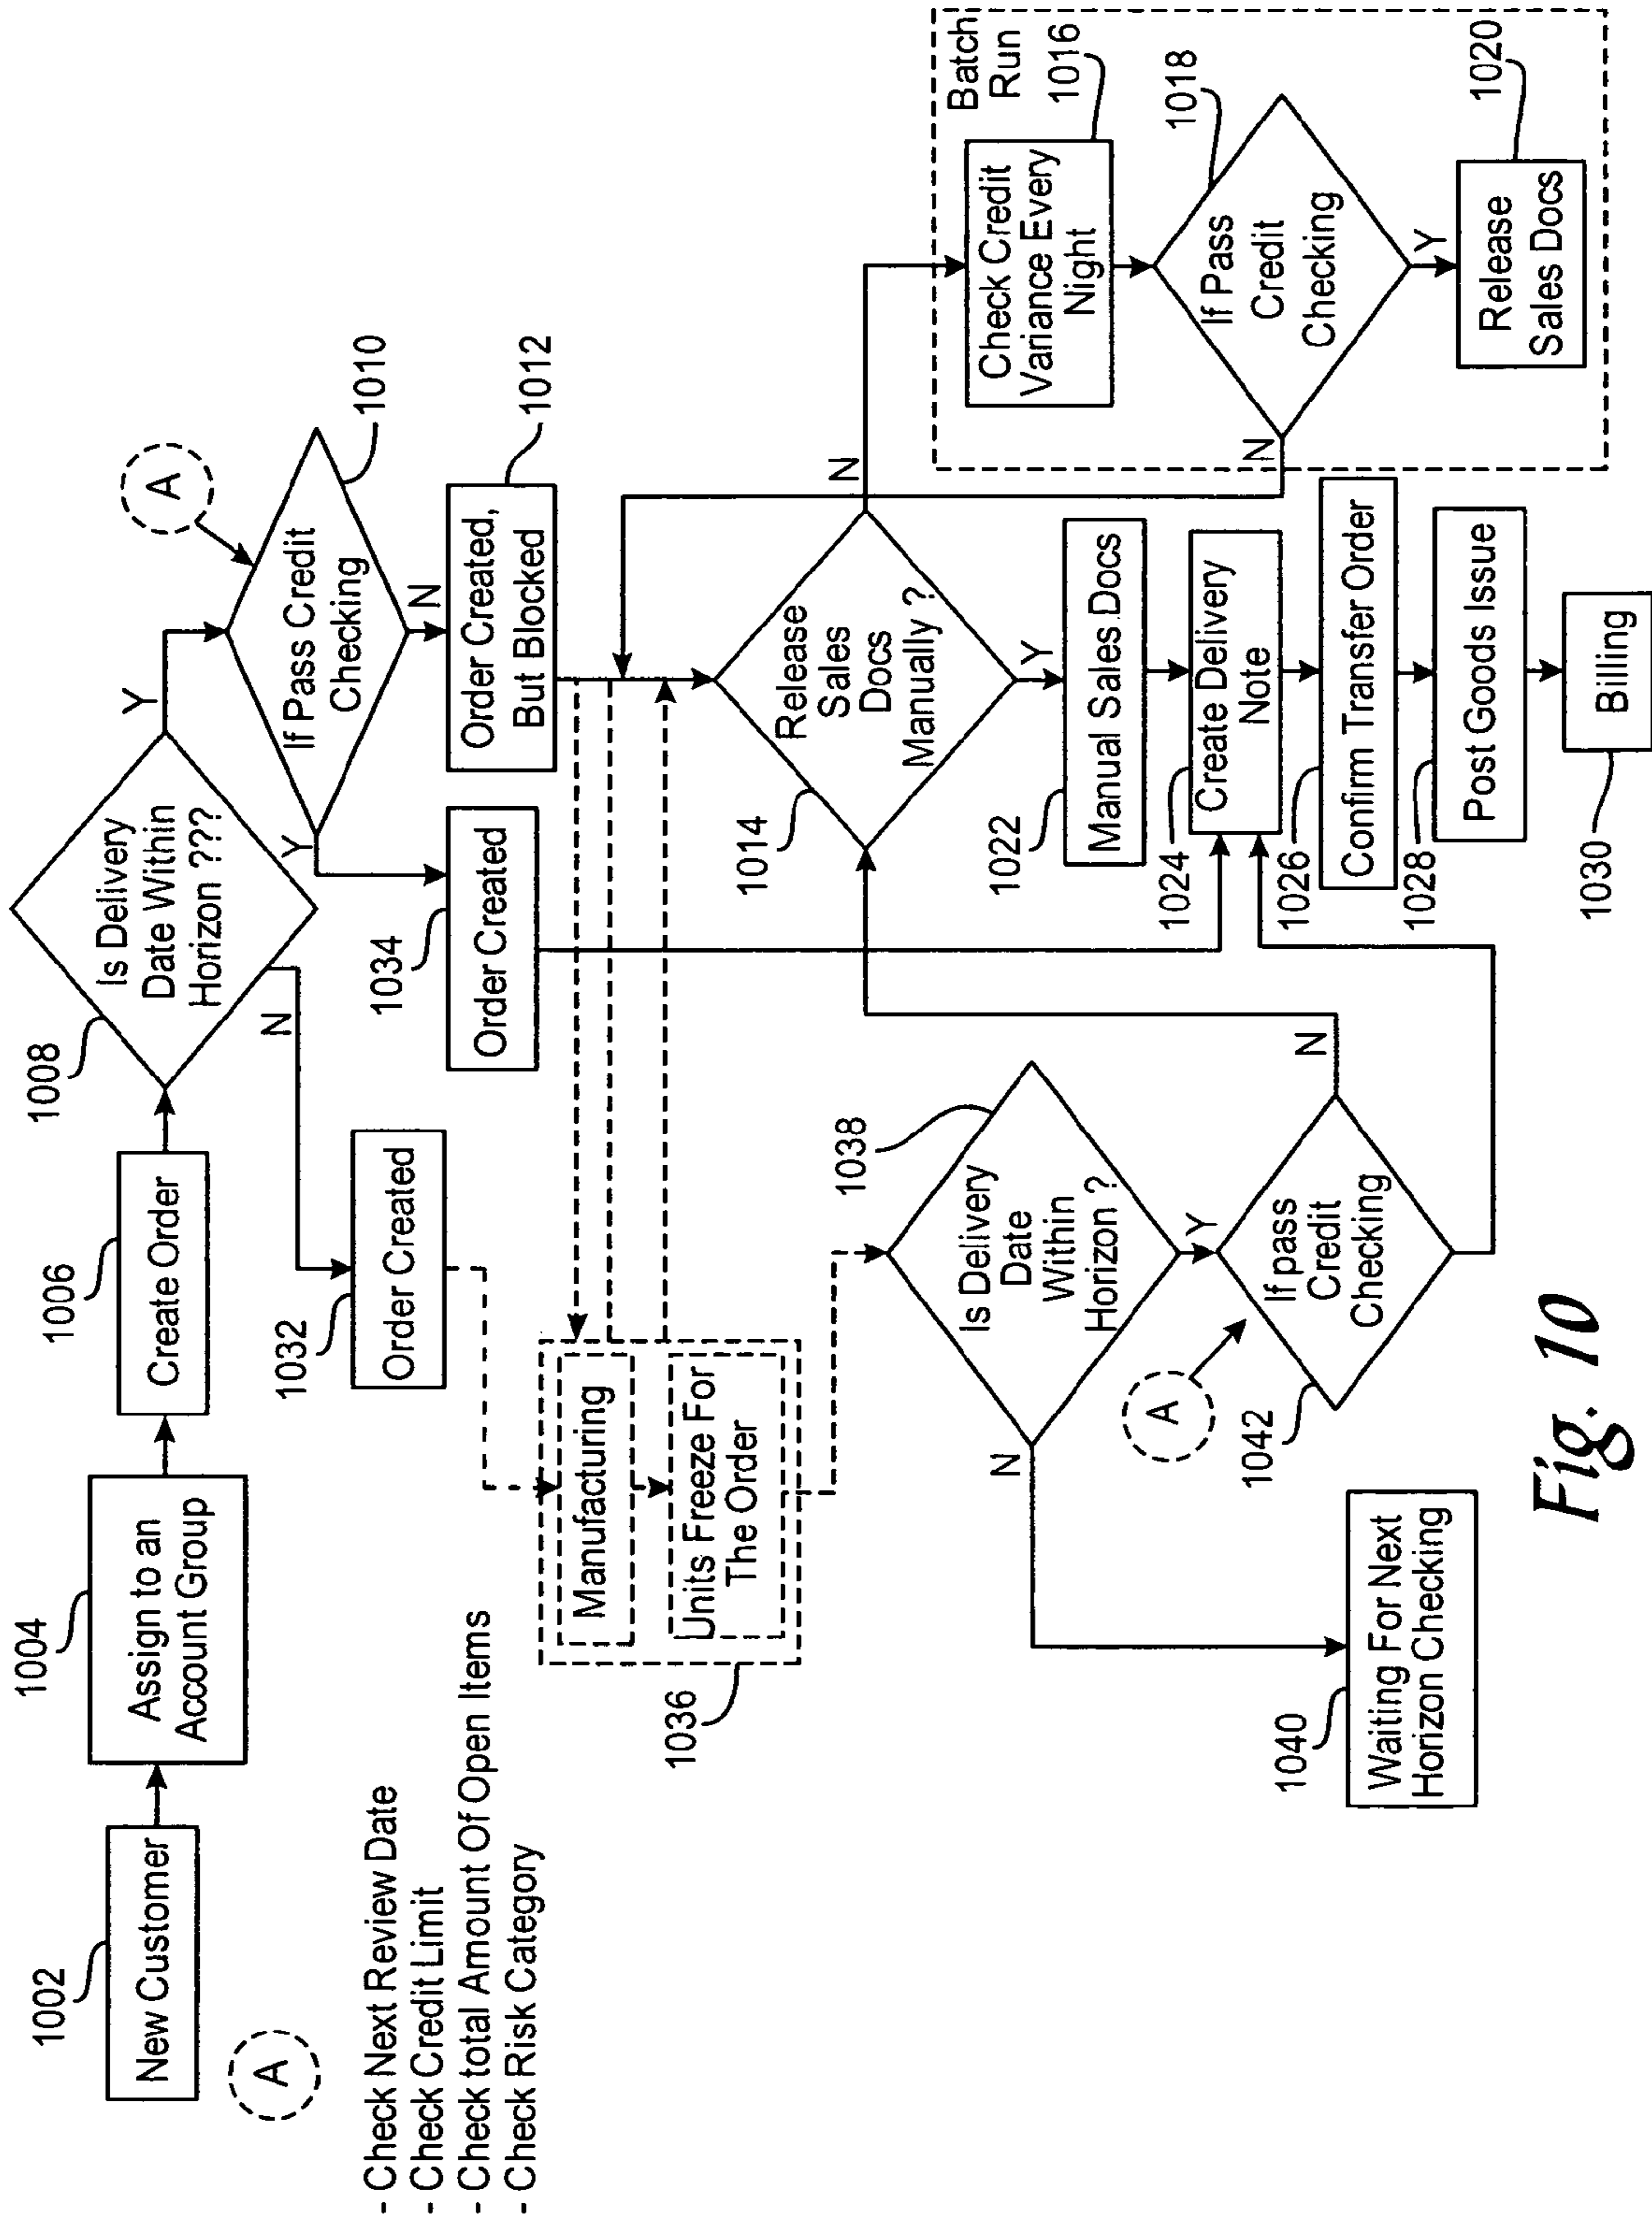 1002
New Customer
1004
Assign to an
Account Group
1006
Create Order
1008
Is Delivery
Date Within
Horizon ???
Y
N
A
If Pass Credit
Checking
1010
Y
N
1032
Order Created
1034
Order Created
1012
Order Created,
But Blocked
A
- Check Next Review Date
- Check Credit Limit
- Check total Amount Of Open Items
- Check Risk Category
1036
Manufacturing
Units Freeze For
The Order
1014
Release
Sales
Docs
Manually ?
N
Y
Batch
Run
Check Credit
Variance Every
Night
1016
If Pass
Credit
Checking
1018
N
Y
Release
Sales Docs
1020
1022
Manual Sales Docs
1024
Create Delivery
Note
1026
Confirm Transfer Order
1028
Post Goods Issue
1030
Billing
1038
Is Delivery
Date
Within
Horizon ?
N
Y
A
1042
If pass
Credit
Checking
N
1040
Waiting For Next
Horizon Checking
Fig. 10